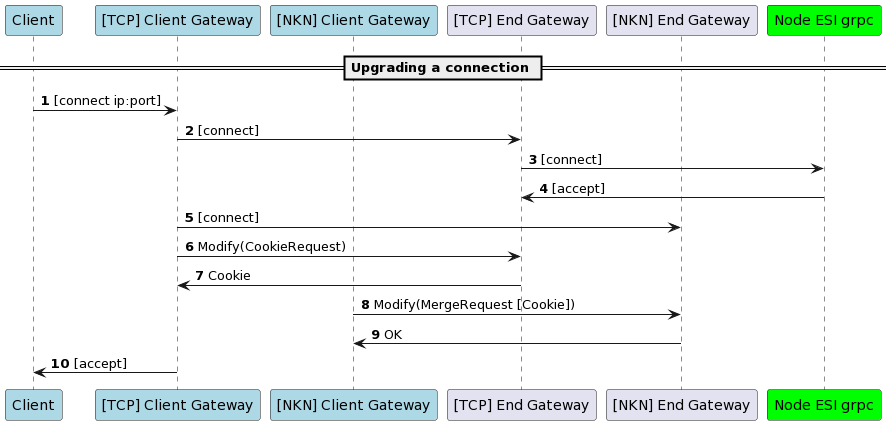 Client
[TCP] Client Gateway
[NKN] Client Gateway
[TCP] End Gateway
[NKN] End Gateway
Node ESI grpc
Upgrading a connection
1 [connect ip:port]
2 [connect]
3 [connect]
4 [accept]
5 [connect]
6 Modify(CookieRequest)
7 Cookie
8 Modify(MergeRequest [Cookie])
9 OK
10 [accept]
Client
[TCP] Client Gateway
[NKN] Client Gateway
[TCP] End Gateway
[NKN] End Gateway
Node ESI grpc